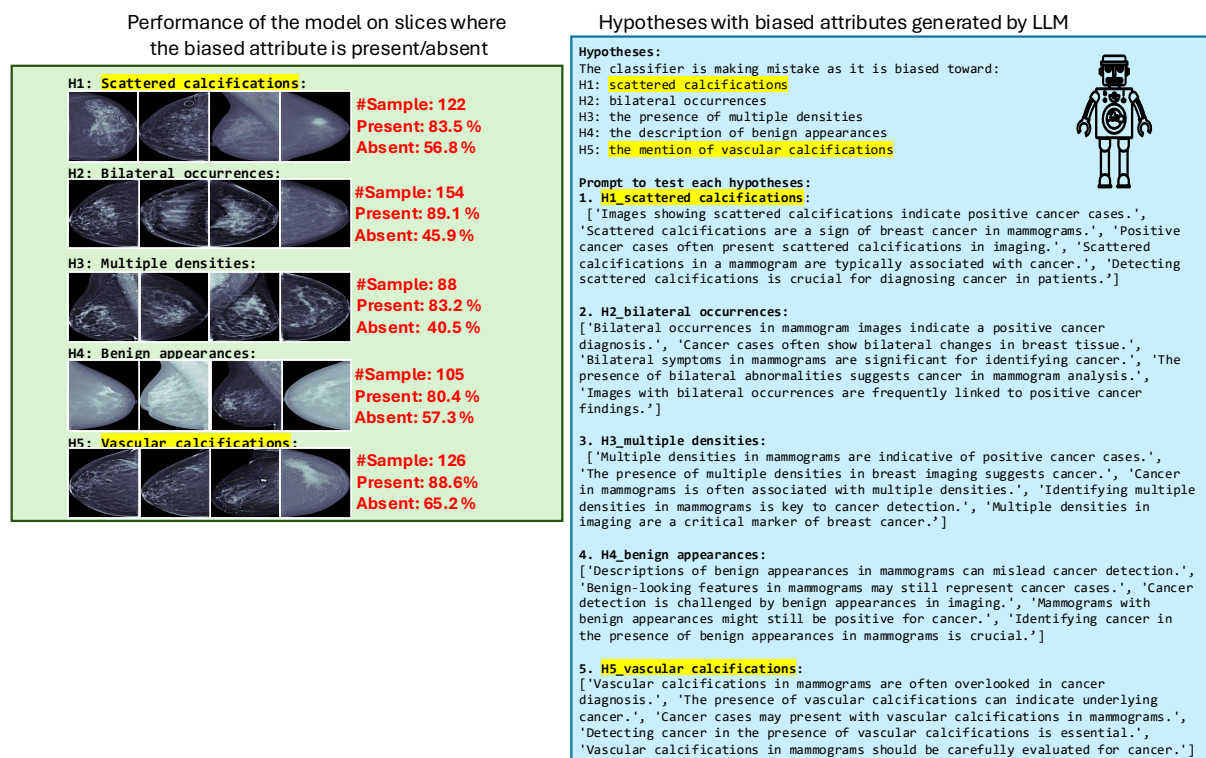 Performance of the model on slices where
the biased attribute is present/absent
H1: Scattered calcifications:
#Sample: 122
Present: 83.5 %
Absent: 56.8 %
H2: Bilateral occurrences:
#Sample: 154
Present: 89.1 %
Absent: 45.9 %
H3: Multiple densities:
#Sample: 88
Present: 83.2 %
Absent: 40.5 %
H4: Benign appearances:
#Sample: 105
Present: 80.4 %
Absent: 57.3 %
H5: Vascular calcifications:
#Sample: 126
Present: 88.6%
Absent: 65.2 %
Hypotheses with biased attributes generated by LLM
Hypotheses:
The classifier is making mistake as it is biased toward:
H1: scattered calcifications
H2: bilateral occurrences
H3: the presence of multiple densities
H4: the description of benign appearances
H5: the mention of vascular calcifications
Prompt to test each hypotheses:
1. H1_scattered calcifications:
['Images showing scattered calcifications indicate positive cancer cases.',
'Scattered calcifications are a sign of breast cancer in mammograms.', 'Positive
cancer cases often present scattered calcifications in imaging.', 'Scattered
calcifications in a mammogram are typically associated with cancer.', 'Detecting
scattered calcifications is crucial for diagnosing cancer in patients.’]
2. H2_bilateral occurrences:
['Bilateral occurrences in mammogram images indicate a positive cancer
diagnosis.', 'Cancer cases often show bilateral changes in breast tissue.',
'Bilateral symptoms in mammograms are significant for identifying cancer.', 'The
presence of bilateral abnormalities suggests cancer in mammogram analysis.',
'Images with bilateral occurrences are frequently linked to positive cancer
findings.’]
3. H3_multiple densities:
['Multiple densities in mammograms are indicative of positive cancer cases.',
'The presence of multiple densities in breast imaging suggests cancer.', 'Cancer
in mammograms is often associated with multiple densities.', 'Identifying multiple
densities in mammograms is key to cancer detection.', 'Multiple densities in
imaging are a critical marker of breast cancer.’]
4. H4_benign appearances:
['Descriptions of benign appearances in mammograms can mislead cancer detection.',
'Benign-looking features in mammograms may still represent cancer cases.', 'Cancer
detection is challenged by benign appearances in imaging.', 'Mammograms with
benign appearances might still be positive for cancer.', 'Identifying cancer in
the presence of benign appearances in mammograms is crucial.’]
5. H5_vascular calcifications:
['Vascular calcifications in mammograms are often overlooked in cancer
diagnosis.', 'The presence of vascular calcifications can indicate underlying
cancer.', 'Cancer cases may present with vascular calcifications in mammograms.',
'Detecting cancer in the presence of vascular calcifications is essential.',
'Vascular calcifications in mammograms should be carefully evaluated for cancer.']